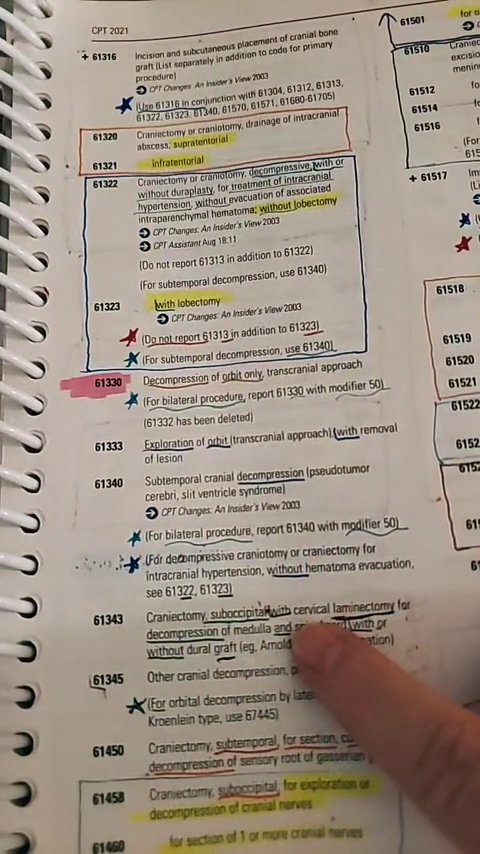 CPT 2021
+ 61316 Incision and subcutaneous placement of cranial bone
graft (List separately in addition to code for primary
procedure)
CPT Changes: An Insider's View 2003
(Use 61316 in conjunction with 61304, 61312, 61313,
61322, 61323, 61340, 61570, 61571, 61680-61705)
61320 Craniectomy or craniotomy, drainage of intracranial
abscess; supratentorial
61321 infratentorial
61322 Craniectomy or craniotomy, decompressive, with or
without duraplasty, for treatment of intracranial
hypertension, without evacuation of associated
intraparenchymal hematoma; without lobectomy
CPT Changes: An Insider's View 2003
CPT Assistant Aug 18:11
(Do not report 61313 in addition to 61322)
(For subtemporal decompression, use 61340)
61323 with lobectomy
CPT Changes: An Insider's View 2003
(Do not report 61313 in addition to 61323)
(For subtemporal decompression, use 61340)
61330 Decompression of orbit only, transcranial approach
(For bilateral procedure, report 61330 with modifier 50)
(61332 has been deleted)
61333 Exploration of orbit (transcranial approach), with removal
of lesion
61340 Subtemporal cranial decompression (pseudotumor
cerebri, slit ventricle syndrome)
CPT Changes: An Insider's View 2003
(For bilateral procedure, report 61340 with modifier 50)
(For decompressive craniotomy or craniectomy for
intracranial hypertension, without hematoma evacuation,
see 61322, 61323)
61343 Craniectomy, suboccipital with cervical laminectomy for
decompression of medulla and with or
without dural graft (eg, Arnold
61345 Other cranial decompression,
(For orbital decompression by
Kroenlein type, use 67445)
61450 Craniectomy, subtemporal, for section,
decompression of sensory root of
61458 Craniectomy, suboccipital, for exploration or
decompression of cranial nerves
61460 for section of 1 or more cranial nerves
61501 for
61510
61512
61514
61516
(For
+ 61517
61518
61519
61520
61521
61522